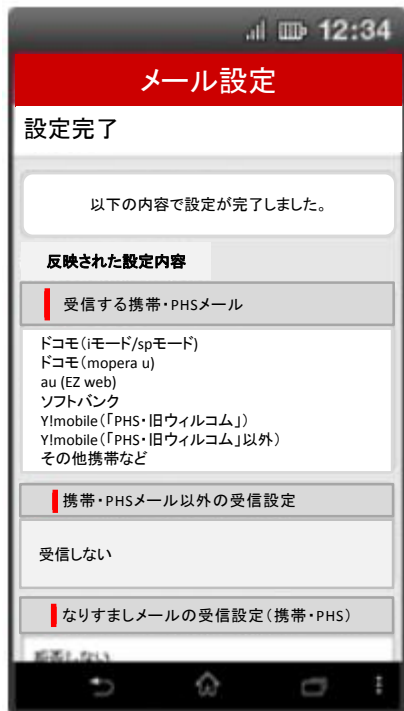 12:34
メール設定
設定完了
以下の内容で設定が完了しました。
反映された設定内容
受信する携帯・PHSメール
ドコモ（iモード/spモード)
ドコモ（mopera u)
au (EZ web)
ソフトバンク
Y!mobile（「PHS・旧ウィルコム」）
Y!mobile（「PHS・旧ウィルコム」以外）
その他携帯など
携帯・PHSメール以外の受信設定
受信しない
なりすましメールの受信設定（携帯・PHS）